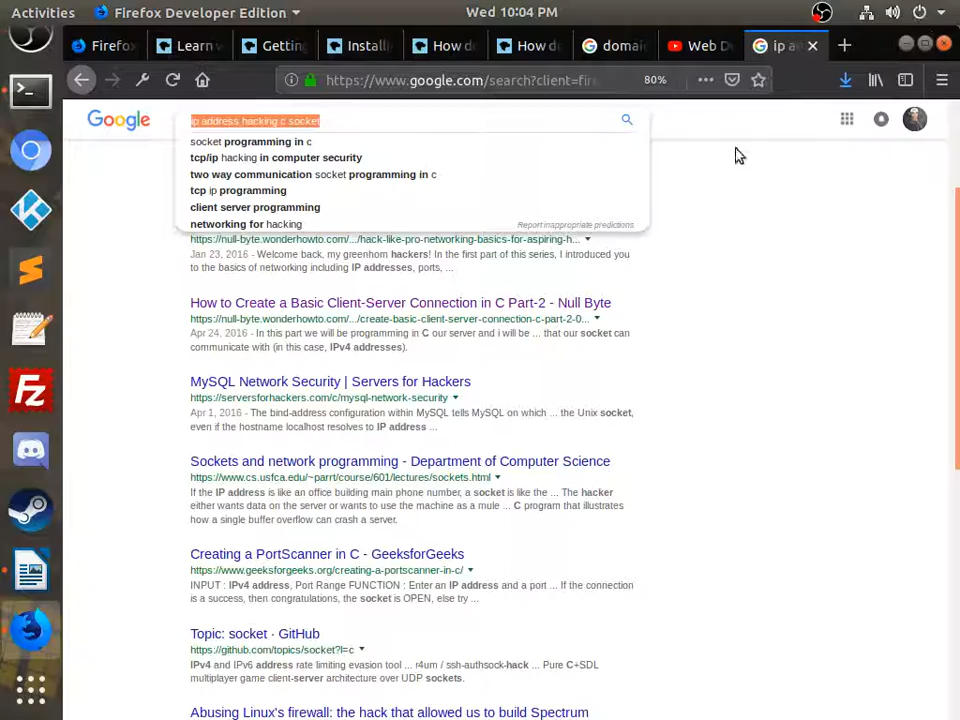 Activities Firefox Developer Edition Wed 10:04 PM
Firefox Learn Getting Install How d How d domai Web D ip a
https://www.google.com/search?client=fire 80%
Google ip address hacking c socket
socket programming in c
tcp/ip hacking in computer security
two way communication socket programming in c
tcp ip programming
client server programming
networking for hacking Report inappropriate predictions
https://null-byte.wonderhowto.com/.../hack-like-pro-networking-basics-for-aspiring-h...
Jan 23, 2016 - Welcome back, my greenhorn hackers! In the first part of this series, I introduced you
to the basics of networking including IP addresses, ports, ...
How to Create a Basic Client-Server Connection in C Part-2 - Null Byte
https://null-byte.wonderhowto.com/.../create-basic-client-server-connection-c-part-2-0...
Apr 24, 2016 - In this part we will be programming in C our server and i will be ... that our socket can
communicate with (in this case, IPv4 addresses).
MySQL Network Security | Servers for Hackers
https://serversforhackers.com/c/mysql-network-security
Apr 1, 2016 - The bind-address configuration within MySQL tells MySQL on which ... the Unix socket,
even if the hostname localhost resolves to IP address ...
Sockets and network programming - Department of Computer Science
https://www.cs.usfca.edu/~parrt/course/601/lectures/sockets.html
If the IP address is like an office building main phone number, a socket is like the ... The hacker
either wants data on the server or wants to use the machine as a mule ... C program that illustrates
how a single buffer overflow can crash a server.
Creating a PortScanner in C - GeeksforGeeks
https://www.geeksforgeeks.org/creating-a-portscanner-in-c/
INPUT : IPv4 address, Port Range FUNCTION : Enter an IP address and a port ... If the connection
is a success, then congratulations, the socket is OPEN, else try ...
Topic: socket · GitHub
https://github.com/topics/socket?l=c
IPv4 and IPv6 address rate limiting evasion tool ... r4um / ssh-authsock-hack ... Pure C+SDL
multiplayer game client-server architecture over UDP sockets.
Abusing Linux's firewall: the hack that allowed us to build Spectrum